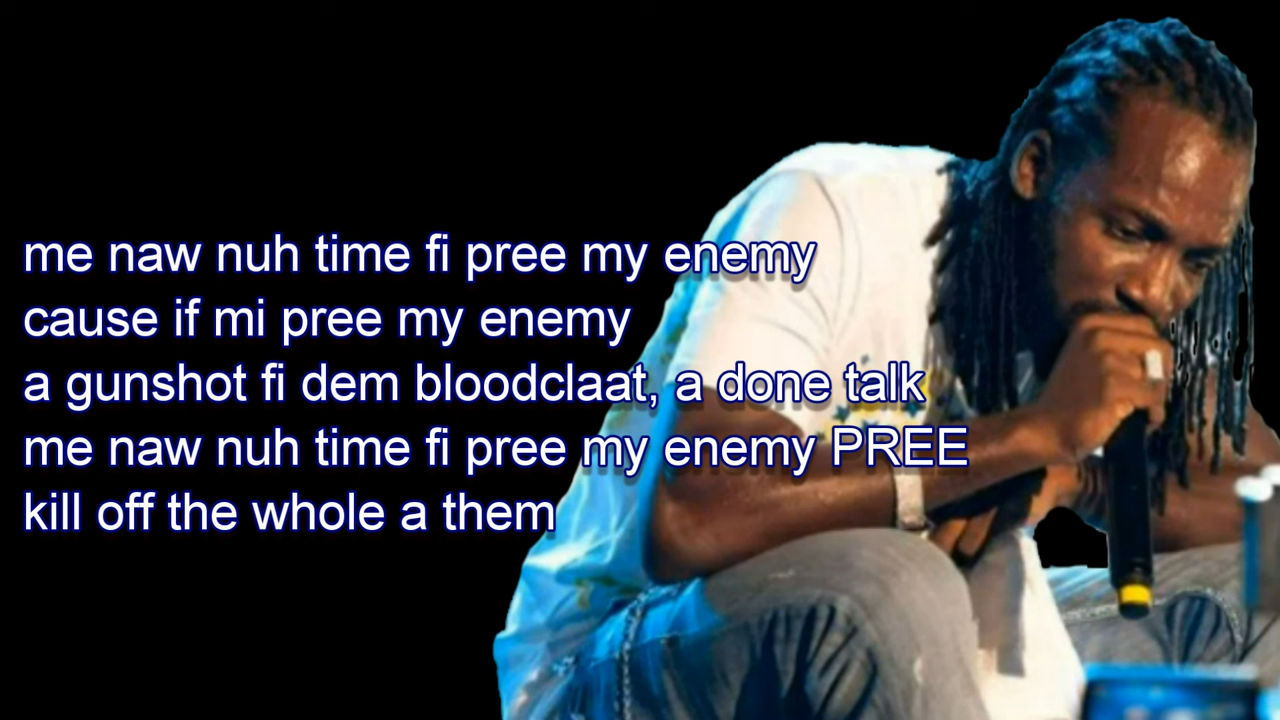 me naw nuh time fi pree my enemy
cause if mi pree my enemy
a gunshot fi dem bloodclaat, a done talk
me naw nuh time fi pree my enemy PREE
kill off the whole a them